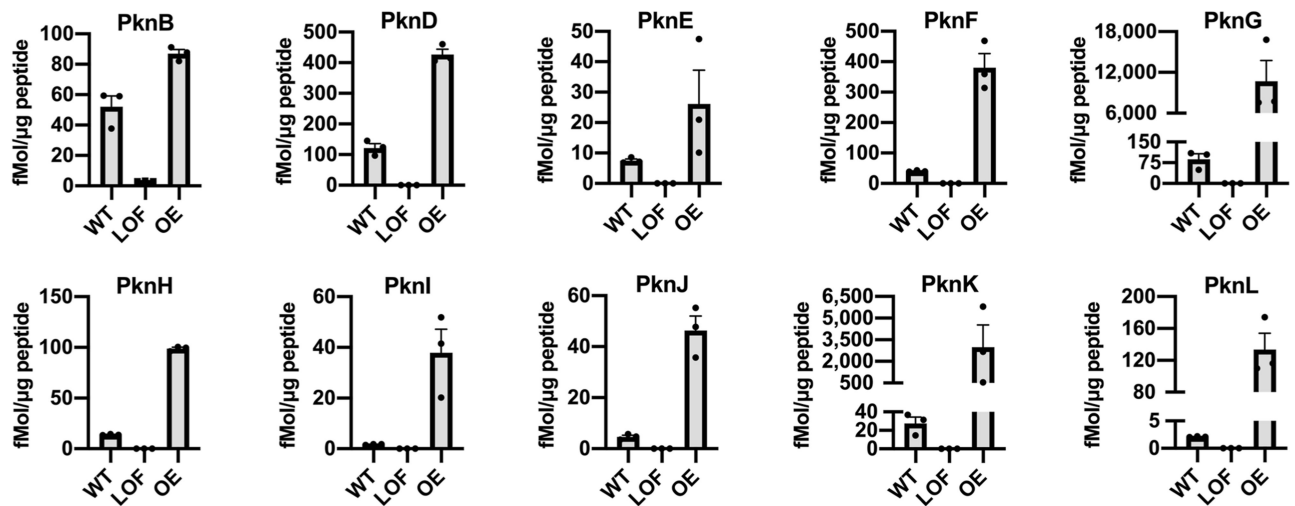 PknB
fMol/µg peptide
100
80
60
40
20
0
WT
LOF
OE
PknD
fMol/µg peptide
500
400
300
200
100
0
WT
LOF
OE
PknE
fMol/µg peptide
50
40
30
20
10
0
WT
LOF
OE
PknF
fMol/µg peptide
500
400
300
200
100
0
WT
LOF
OE
PknG
fMol/µg peptide
18,000
12,000
6,000
150
75
0
WT
LOF
OE
PknH
fMol/µg peptide
150
100
50
0
WT
LOF
OE
PknI
fMol/µg peptide
60
40
20
0
WT
LOF
OE
PknJ
fMol/µg peptide
60
40
20
0
WT
LOF
OE
PknK
fMol/µg peptide
6,500
5,000
3,500
2,000
500
40
20
0
WT
LOF
OE
PknL
fMol/µg peptide
200
160
120
80
5
0
WT
LOF
OE